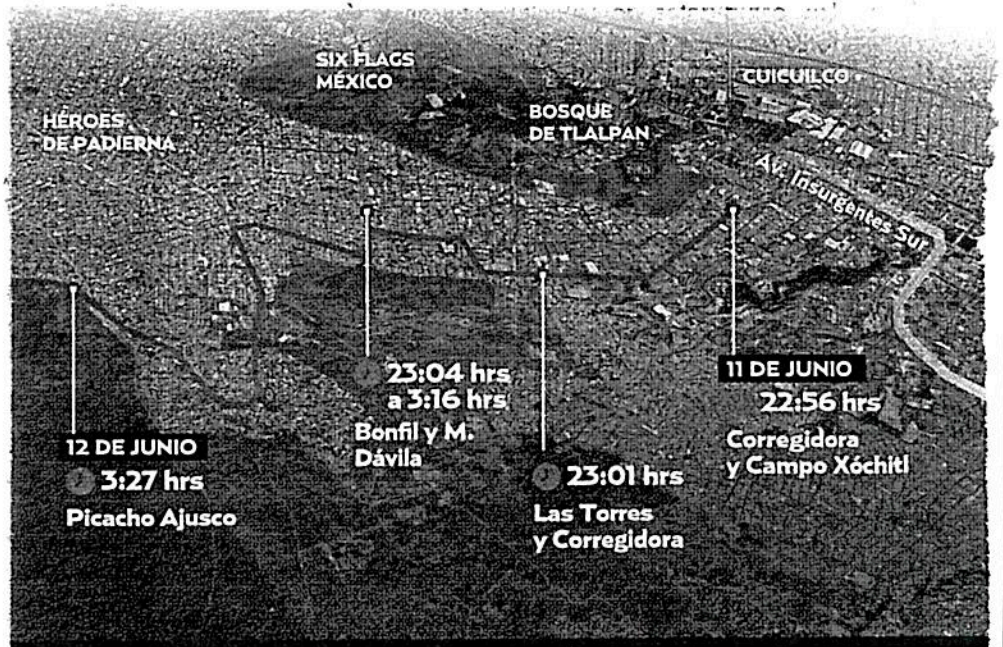 SIX FLAGS
MÉXICO
CUICUILCO
HÉROES
DE PADIERNA
BOSQUE
DE TLALPAN
Av. Insurgentes Sur
23:04 hrs
a 3:16 hrs
Bonfil y M.
Dávila
11 DE JUNIO
22:56 hrs
Corregidora
y Campo Xóchitl
12 DE JUNIO
3:27 hrs
Picacho Ajusco
23:01 hrs
Las Torres
y Corregidora